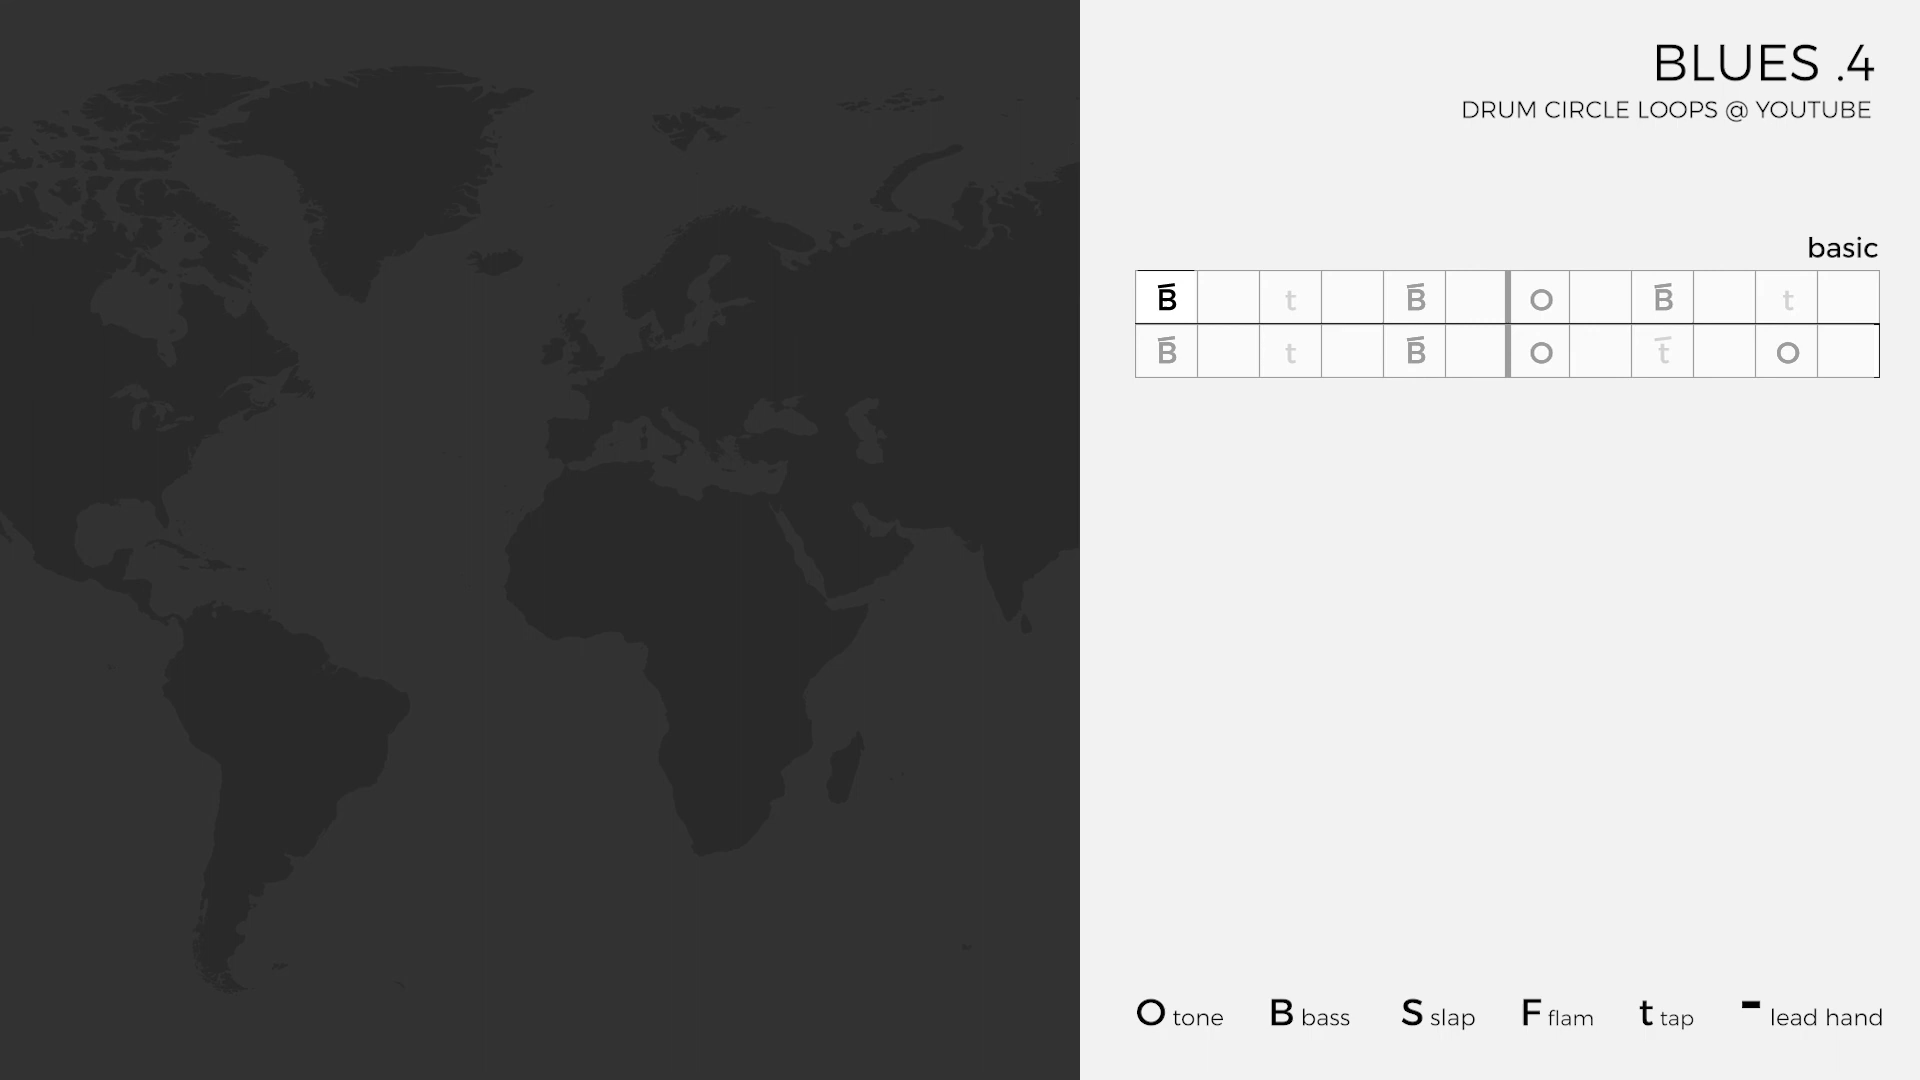 BLUES .4
DRUM CIRCLE LOOPS @ YOUTUBE
basic
B̅ t B̅ O B̅ t
B̅ t B̅ O t̅ O
O tone B bass S slap F flam t tap - lead hand